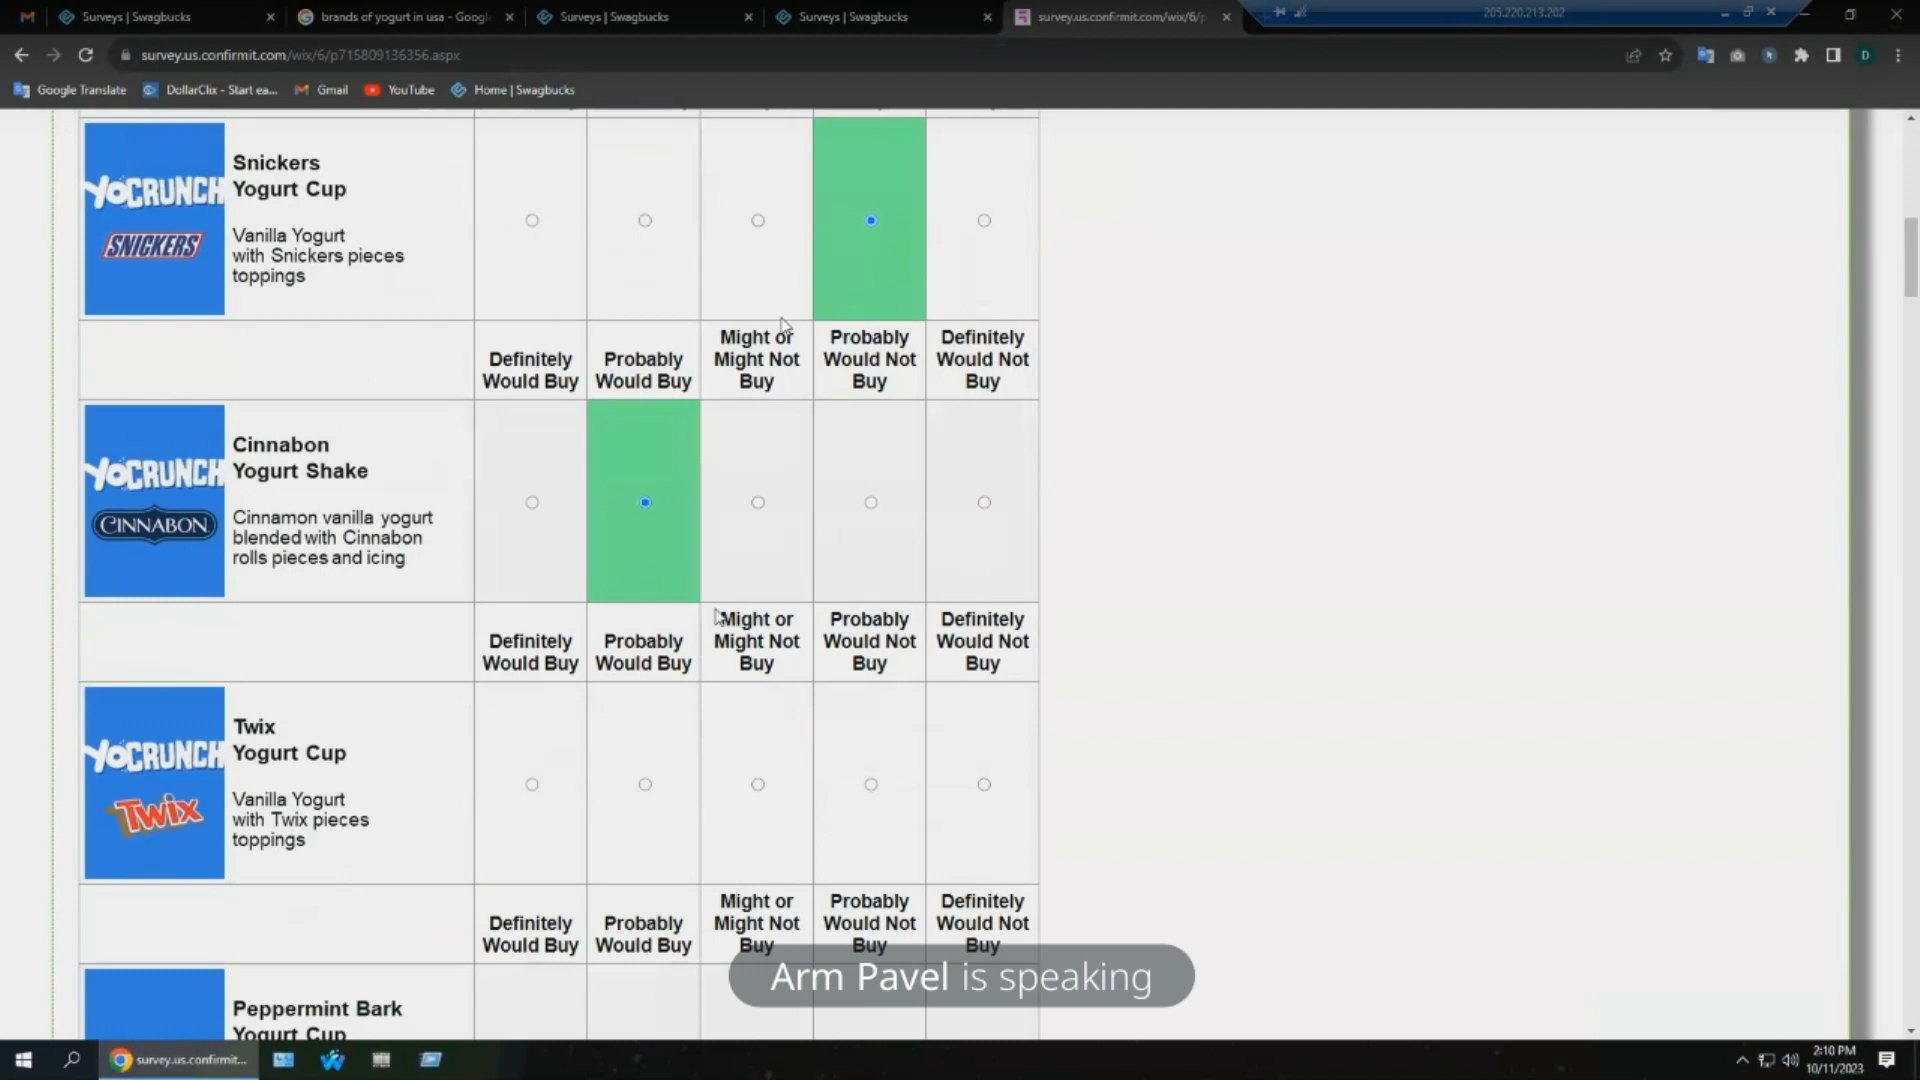 Surveys | Swagbucks
brands of yogurt in usa - Googl
Surveys | Swagbucks
Surveys | Swagbucks
survey.us.confirmit.com/wix/6/p
205.220.213.202
survey.us.confirmit.com/wix/6/p715809136356.aspx
D
Google Translate
DollarClix - Start ea...
Gmail
YouTube
Home | Swagbucks
YOCRUNCH
SNICKERS
Snickers
Yogurt Cup
Vanilla Yogurt
with Snickers pieces
toppings
Definitely
Would Buy
Probably
Would Buy
Might or
Might Not
Buy
Probably
Would Not
Buy
Definitely
Would Not
Buy
YOCRUNCH
CINNABON
Cinnabon
Yogurt Shake
Cinnamon vanilla yogurt
blended with Cinnabon
rolls pieces and icing
Definitely
Would Buy
Probably
Would Buy
Might or
Might Not
Buy
Probably
Would Not
Buy
Definitely
Would Not
Buy
YOCRUNCH
TWIX
Twix
Yogurt Cup
Vanilla Yogurt
with Twix pieces
toppings
Definitely
Would Buy
Probably
Would Buy
Might or
Might Not
Buy
Probably
Would Not
Buy
Definitely
Would Not
Buy
Arm Pavel is speaking
Peppermint Bark
Yogurt Cup
survey.us.confirmit...
2:10 PM
10/11/2023